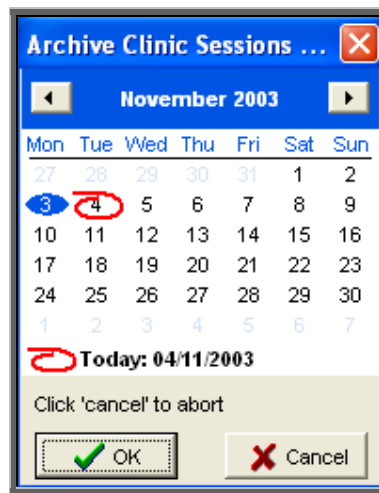 Archive Clinic Sessions ...
November 2003
Mon Tue Wed Thu Fri Sat Sun
27 28 29 30 31 1 2
3 4 5 6 7 8 9
10 11 12 13 14 15 16
17 18 19 20 21 22 23
24 25 26 27 28 29 30
1 2 3 4 5 6 7
Today: 04/11/2003
Click 'cancel' to abort
OK Cancel